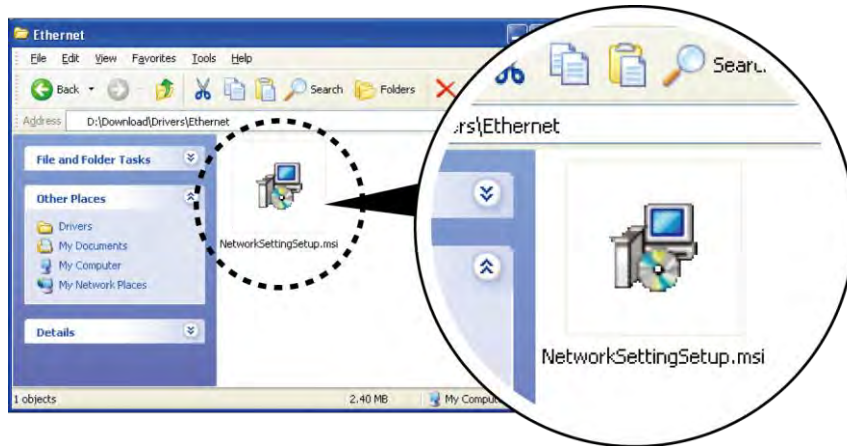 Ethernet
File Edit View Favorites Tools Help
Back Search Folders
Address D:\Download\Drivers\Ethernet
File and Folder Tasks
Other Places
Drivers
My Documents
My Computer
My Network Places
Details
NetworkSettingSetup.msi
1 objects 2.40 MB My Compu
Sear
rs\Ethernet
NetworkSettingSetup.msi